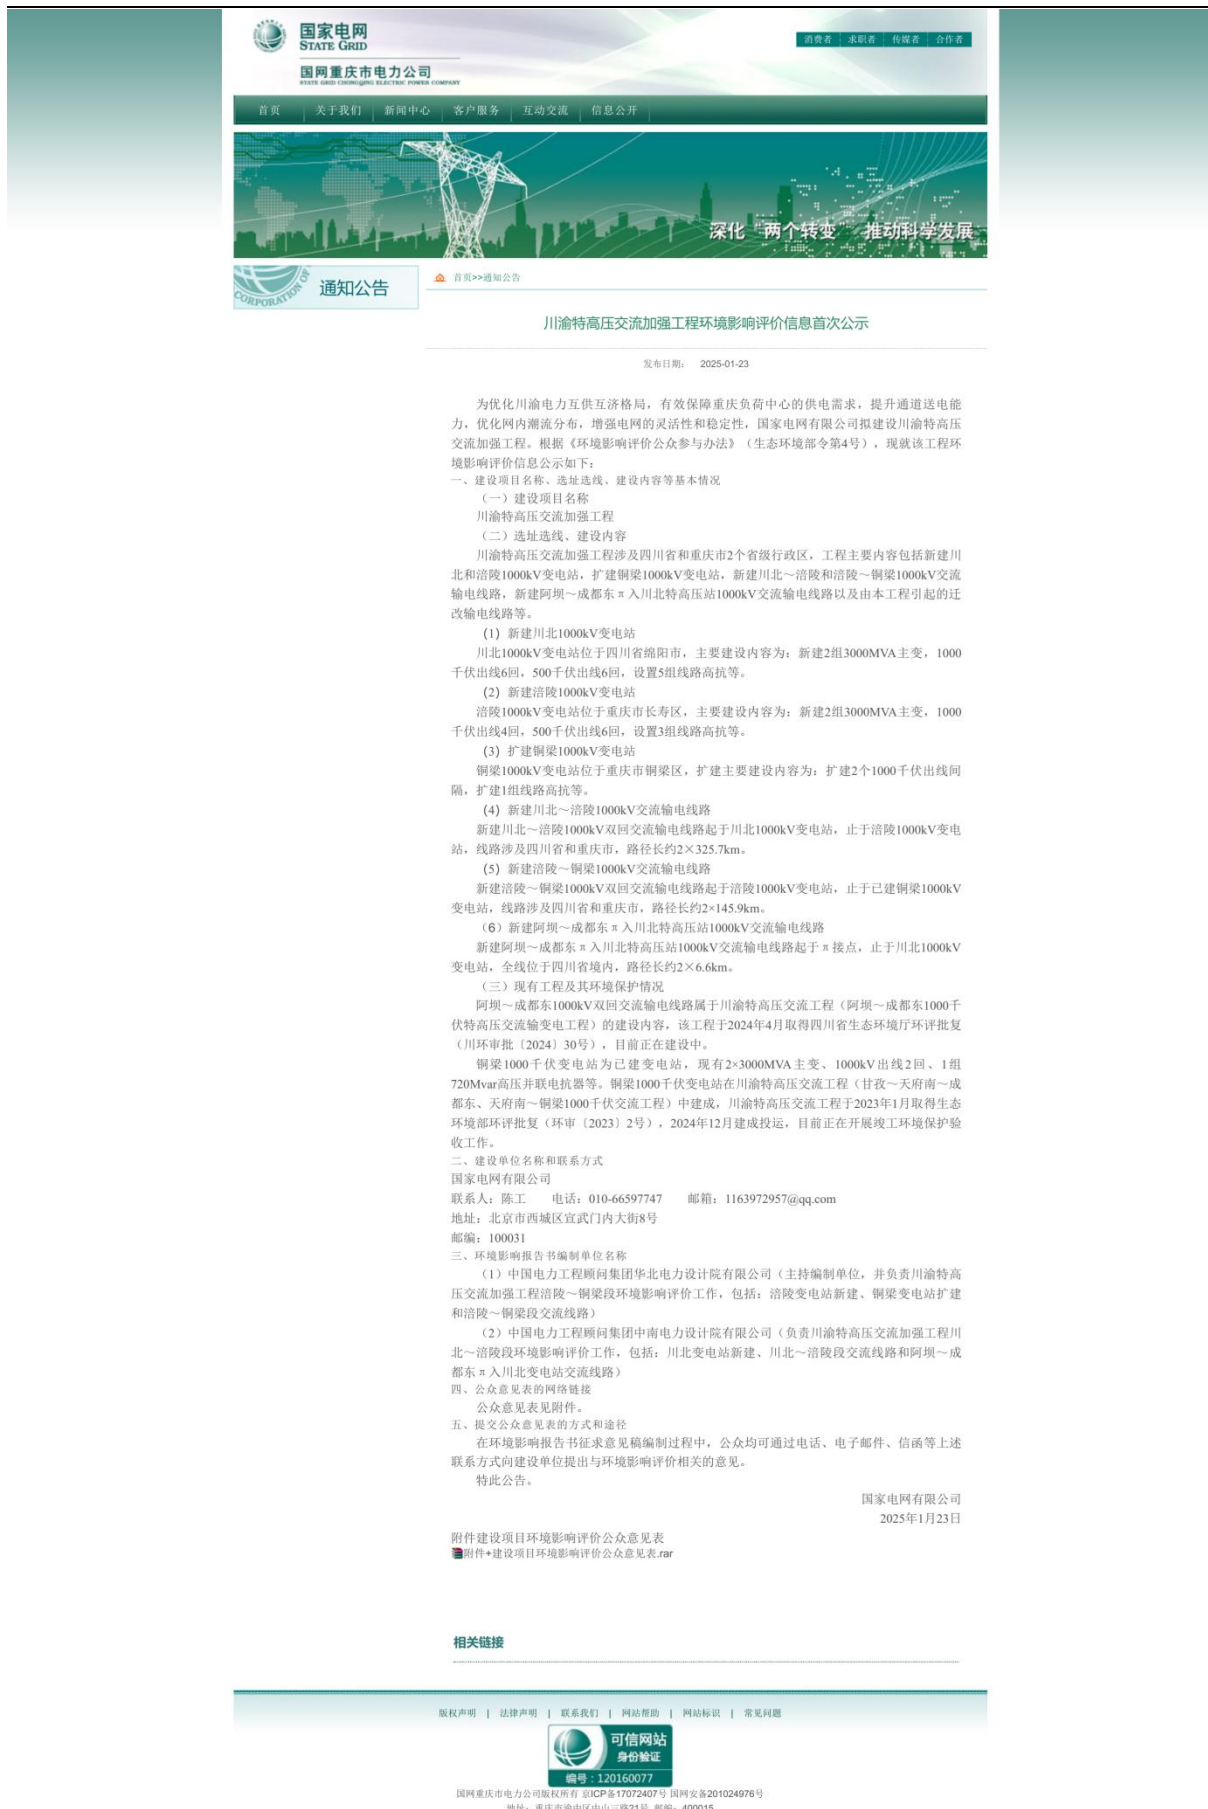 国家电网
STATE GRID
国网重庆市电力公司
STATE GRID CHONGQING ELECTRIC POWER COMPANY
消费者 求职者 传媒者 合作者
首页 关于我们 新闻中心 客户服务 互动交流 信息公开
深化“两个转变” 推动科学发展
CORPORATION OF
通知公告
首页>>通知公告
川渝特高压交流加强工程环境影响评价信息首次公示
发布日期： 2025-01-23
为优化川渝电力互供互济格局，有效保障重庆负荷中心的供电需求，提升通道送电能
力，优化网内潮流分布，增强电网的灵活性和稳定性，国家电网有限公司拟建设川渝特高压
交流加强工程。根据《环境影响评价公众参与办法》（生态环境部令第4号），现就该工程环
境影响评价信息公示如下：
一、建设项目名称、选址选线、建设内容等基本情况
（一）建设项目名称
川渝特高压交流加强工程
（二）选址选线、建设内容
川渝特高压交流加强工程涉及四川省和重庆市2个省级行政区，工程主要内容包括新建川
北和涪陵1000kV变电站，扩建铜梁1000kV变电站，新建川北～涪陵和涪陵～铜梁1000kV交流
输电线路，新建阿坝～成都东π入川北特高压站1000kV交流输电线路以及由本工程引起的迁
改输电线路等。
（1）新建川北1000kV变电站
川北1000kV变电站位于四川省绵阳市，主要建设内容为：新建2组3000MVA主变，1000
千伏出线6回，500千伏出线6回，设置5组线路高抗等。
（2）新建涪陵1000kV变电站
涪陵1000kV变电站位于重庆市长寿区，主要建设内容为：新建2组3000MVA主变，1000
千伏出线4回，500千伏出线6回，设置3组线路高抗等。
（3）扩建铜梁1000kV变电站
铜梁1000kV变电站位于重庆市铜梁区，扩建主要建设内容为：扩建2个1000千伏出线间
隔，扩建1组线路高抗等。
（4）新建川北～涪陵1000kV交流输电线路
新建川北～涪陵1000kV双回交流输电线路起于川北1000kV变电站，止于涪陵1000kV变电
站，线路涉及四川省和重庆市，路径长约2×325.7km。
（5）新建涪陵～铜梁1000kV交流输电线路
新建涪陵～铜梁1000kV双回交流输电线路起于涪陵1000kV变电站，止于已建铜梁1000kV
变电站，线路涉及四川省和重庆市，路径长约2×145.9km。
（6）新建阿坝～成都东π入川北特高压站1000kV交流输电线路
新建阿坝～成都东π入川北特高压站1000kV交流输电线路起于π接点，止于川北1000kV
变电站，全线位于四川省境内，路径长约2×6.6km。
（三）现有工程及其环境保护情况
阿坝～成都东1000kV双回交流输电线路属于川渝特高压交流工程（阿坝～成都东1000千
伏特高压交流输变电工程）的建设内容，该工程于2024年4月取得四川省生态环境厅环评批复
（川环审批〔2024〕30号），目前正在建设中。
铜梁1000千伏变电站为已建变电站，现有2×3000MVA主变、1000kV出线2回、1组
720Mvar高压并联电抗器等。铜梁1000千伏变电站在川渝特高压交流工程（甘孜～天府南～成
都东、天府南～铜梁1000千伏交流工程）中建成，川渝特高压交流工程于2023年1月取得生态
环境部环评批复（环审〔2023〕2号），2024年12月建成投运，目前正在开展竣工环境保护验
收工作。
二、建设单位名称和联系方式
国家电网有限公司
联系人：陈工 电话：010-66597747 邮箱：1163972957@qq.com
地址：北京市西城区宣武门内大街8号
邮编：100031
三、环境影响报告书编制单位名称
（1）中国电力工程顾问集团华北电力设计院有限公司（主持编制单位，并负责川渝特高
压交流加强工程涪陵～铜梁段环境影响评价工作，包括：涪陵变电站新建、铜梁变电站扩建
和涪陵～铜梁段交流线路）
（2）中国电力工程顾问集团中南电力设计院有限公司（负责川渝特高压交流加强工程川
北～涪陵段环境影响评价工作，包括：川北变电站新建、川北～涪陵段交流线路和阿坝～成
都东π入川北变电站交流线路）
四、公众意见表的网络链接
公众意见表见附件。
五、提交公众意见表的方式和途径
在环境影响报告书征求意见稿编制过程中，公众均可通过电话、电子邮件、信函等上述
联系方式向建设单位提出与环境影响评价相关的意见。
特此公告。
国家电网有限公司
2025年1月23日
附件建设项目环境影响评价公众意见表
附件+建设项目环境影响评价公众意见表.rar
相关链接
版权声明 | 法律声明 | 联系我们 | 网站帮助 | 网站标识 | 常见问题
可信网站
身份验证
编号：120160077
国网重庆市电力公司版权所有 京ICP备17072407号 国网安备201024976号
地址：重庆市渝中区中山三路21号 邮编：400015